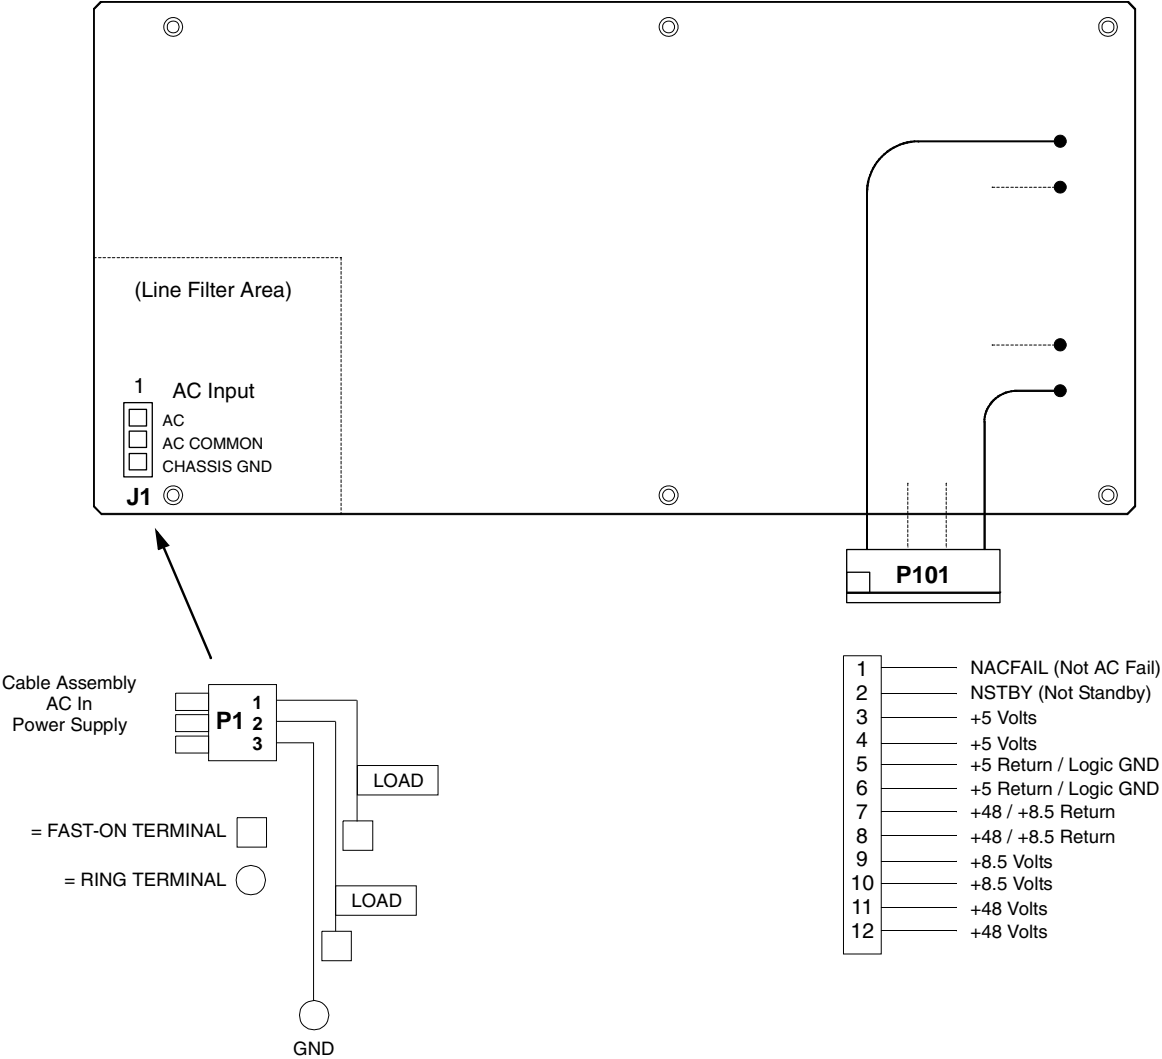 (Line Filter Area)
1
AC Input
AC
AC COMMON
CHASSIS GND
J1
P101
Cable Assembly
AC In
Power Supply
P1
1
2
3
LOAD
= FAST-ON TERMINAL
= RING TERMINAL
LOAD
GND
1 NACFAIL (Not AC Fail)
2 NSTBY (Not Standby)
3 +5 Volts
4 +5 Volts
5 +5 Return / Logic GND
6 +5 Return / Logic GND
7 +48 / +8.5 Return
8 +48 / +8.5 Return
9 +8.5 Volts
10 +8.5 Volts
11 +48 Volts
12 +48 Volts